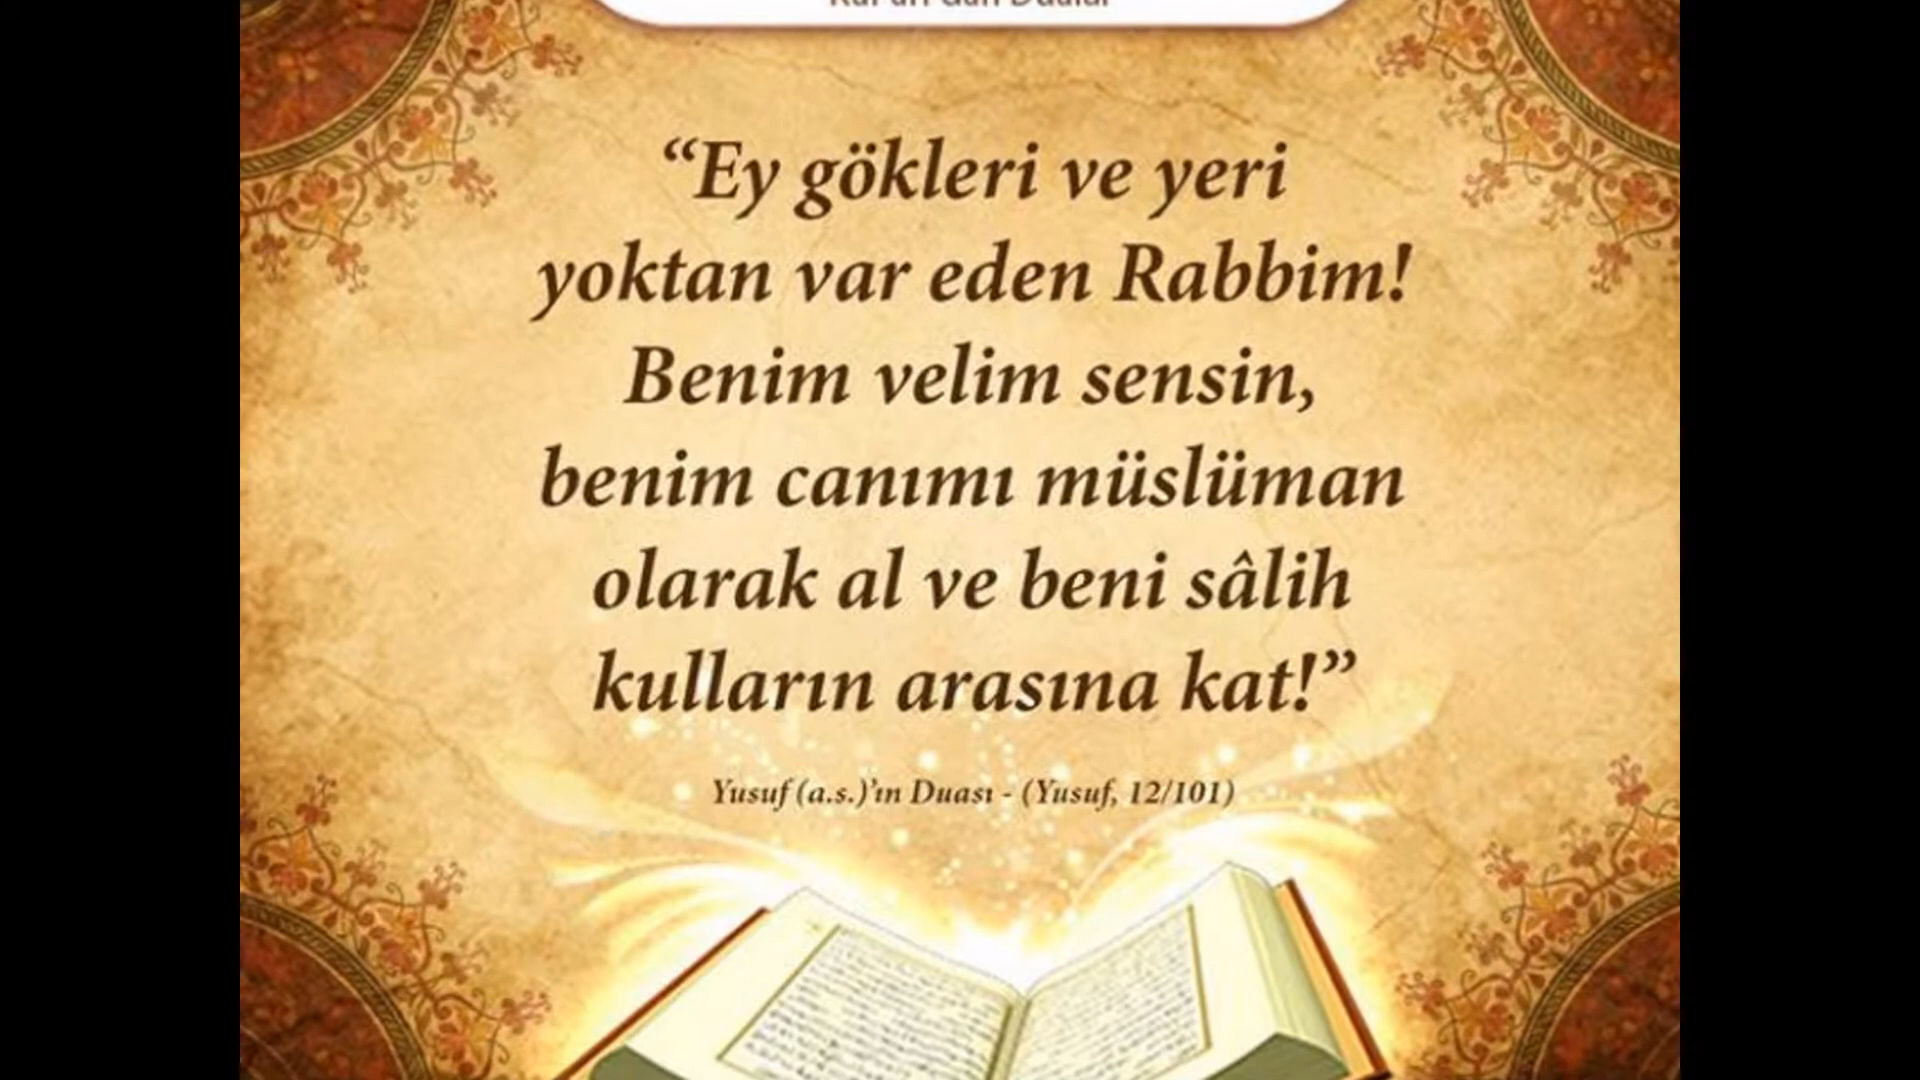 “Ey gökleri ve yeri
yoktan var eden Rabbim!
Benim velim sensin,
benim canımı müslüman
olarak al ve beni sâlih
kulların arasına kat!”
Yusuf (a.s.)’ın Duası - (Yusuf, 12/101)